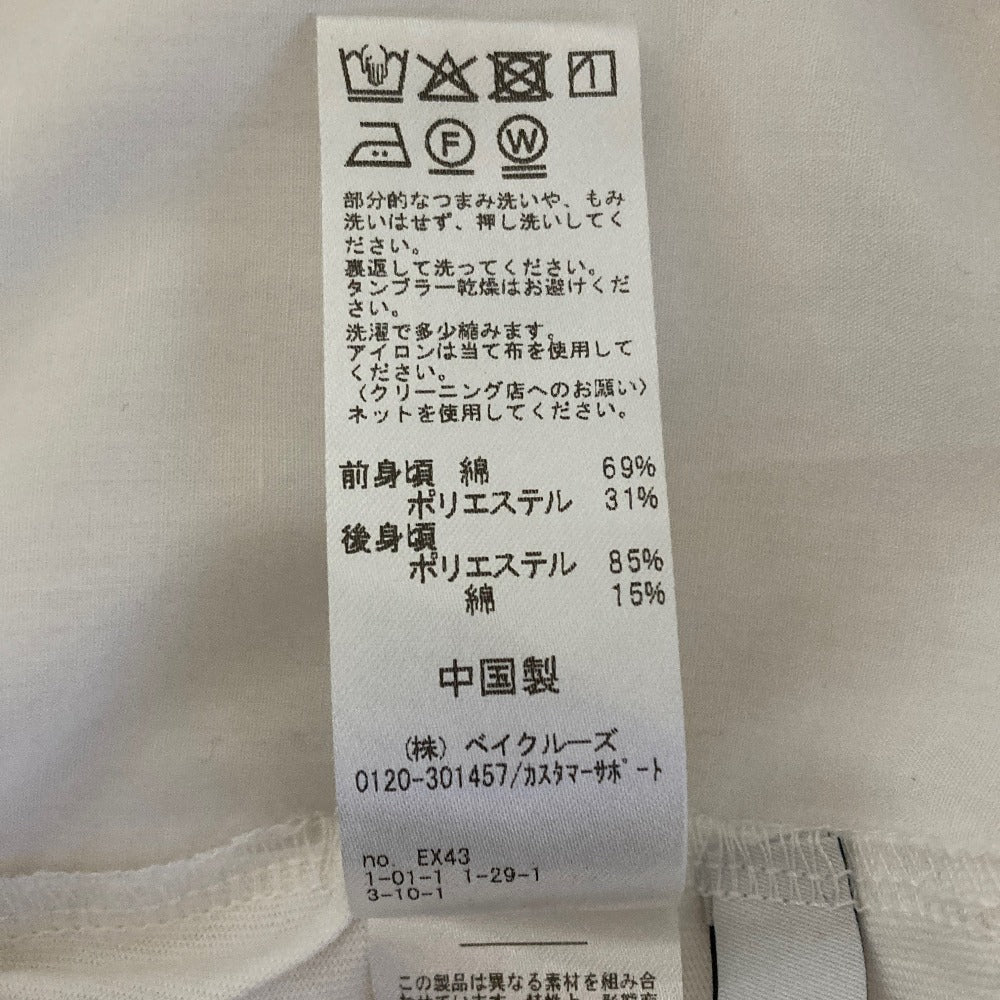 F
W
部分的なつまみ洗いや、もみ
洗いはせず、押し洗いしてく
ださい。
裏返して洗ってください。
タンブラー乾燥はお避けくだ
さい。
洗濯で多少縮みます。
アイロンは当て布を使用して
ください。
〈クリーニング店へのお願い〉
ネットを使用してください。
前身頃 綿 69%
ポリエステル 31%
後身頃
ポリエステル 85%
綿 15%
中国製
(株) ベイクルーズ
0120-301457/カスタマーサポート
no. EX43
1-01-1 1-29-1
3-10-1
この製品は異なる素材を組み合